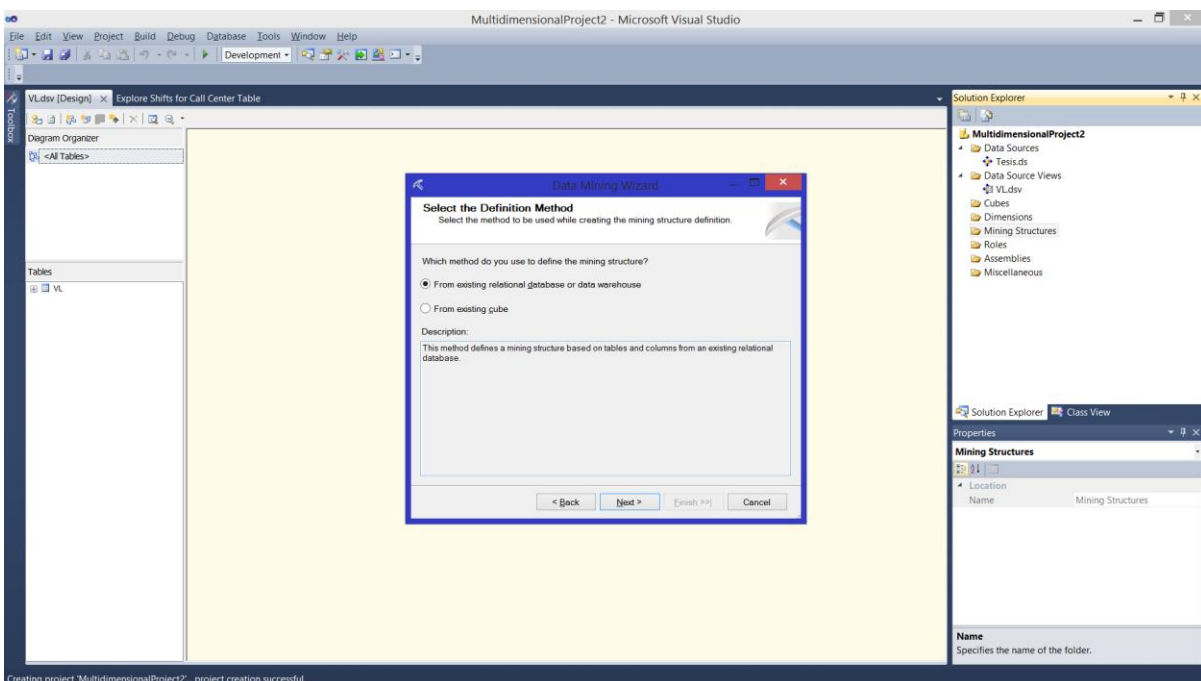 MultidimensionalProject2 - Microsoft Visual Studio
File Edit View Project Build Debug Database Tools Window Help
Development
VL.dsv [Design] Explore Shifts for Call Center Table
Toolbox
Diagram Organizer
<All Tables>
Tables
VL
Data Mining Wizard
Select the Definition Method
Select the method to be used while creating the mining structure definition.
Which method do you use to define the mining structure?
From existing relational database or data warehouse
From existing cube
Description:
This method defines a mining structure based on tables and columns from an existing relational
database.
< Back Next > Finish >>| Cancel
Solution Explorer
MultidimensionalProject2
Data Sources
Tesis.ds
Data Source Views
VL.dsv
Cubes
Dimensions
Mining Structures
Roles
Assemblies
Miscellaneous
Solution Explorer Class View
Properties
Mining Structures
Location
Name Mining Structures
Name
Specifies the name of the folder.
Creating project 'MultidimensionalProject2'... project creation successful.